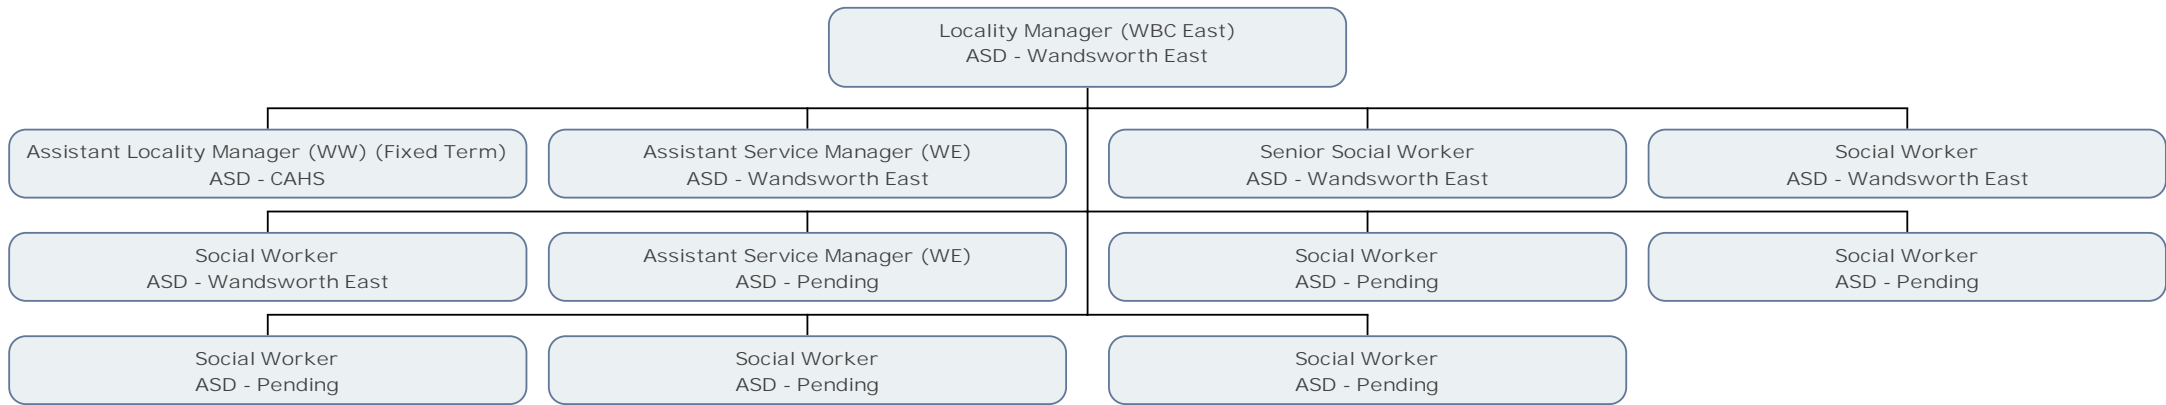 Locality Manager (WBC East)
ASD - Wandsworth East
Assistant Locality Manager (WW) (Fixed Term)
ASD - CAHS
Assistant Service Manager (WE)
ASD - Wandsworth East
Senior Social Worker
ASD - Wandsworth East
Social Worker
ASD - Wandsworth East
Social Worker
ASD - Wandsworth East
Assistant Service Manager (WE)
ASD - Pending
Social Worker
ASD - Pending
Social Worker
ASD - Pending
Social Worker
ASD - Pending
Social Worker
ASD - Pending
Social Worker
ASD - Pending